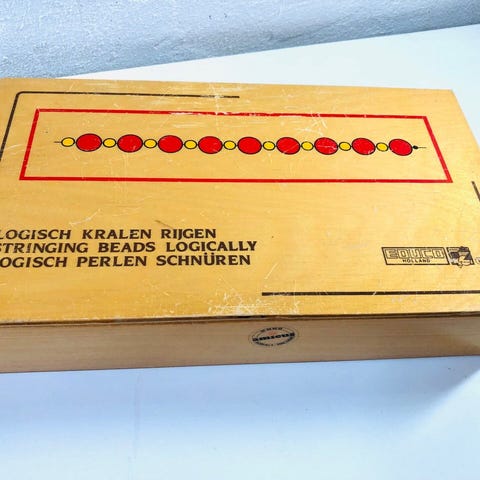 LOGISCH KRALEN RIJGEN
STRINGING BEADS LOGICALLY
LOGISCH PERLEN SCHNÜREN
EDUCO
HOLLAND